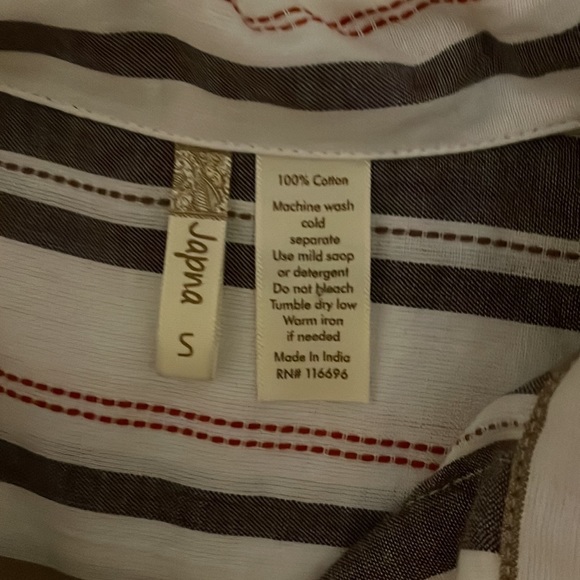 Japna S
100% Cotton
Machine wash
cold
separate
Use mild soap
or detergent
Do not bleach
Tumble dry low
Warm iron
if needed
Made In India
RN# 116696